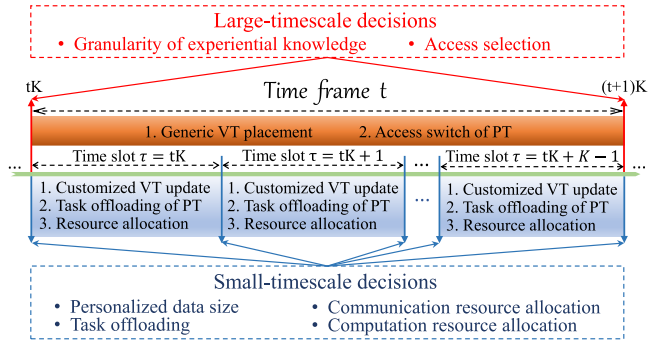 Large-timescale decisions
• Granularity of experiential knowledge • Access selection
tK (t+1)K
Time frame t
1. Generic VT placement 2. Access switch of PT
... Time slot τ = tK Time slot τ = tK + 1 ... Time slot τ = tK + K − 1 ...
1. Customized VT update 1. Customized VT update 1. Customized VT update
2. Task offloading of PT 2. Task offloading of PT ... 2. Task offloading of PT
3. Resource allocation 3. Resource allocation 3. Resource allocation
Small-timescale decisions
• Personalized data size • Communication resource allocation
• Task offloading • Computation resource allocation